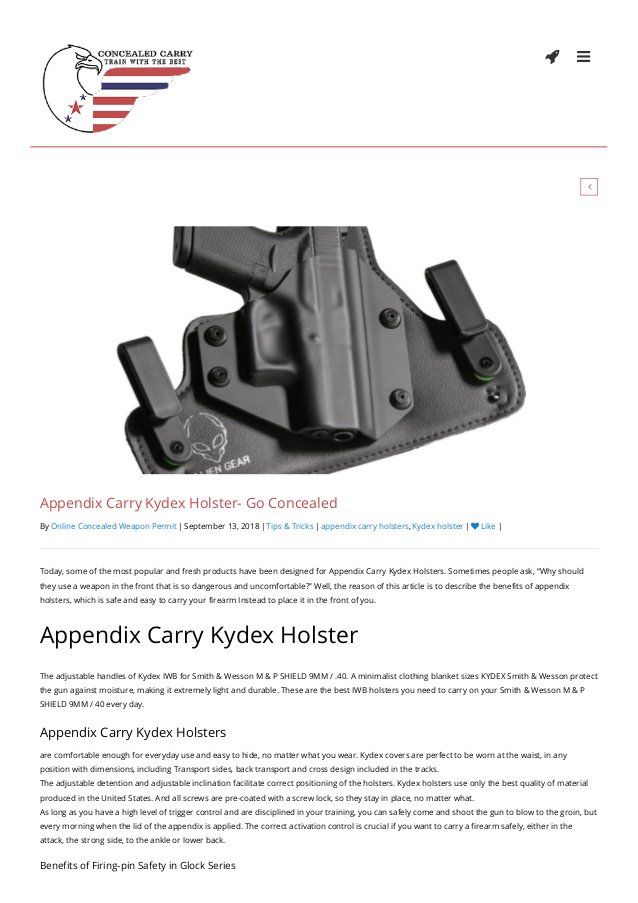 CONCEALED CARRY
TRAIN WITH THE BEST
ALIEN GEAR
Appendix Carry Kydex Holster- Go Concealed
By Online Concealed Weapon Permit | September 13, 2018 | Tips & Tricks | appendix carry holsters, Kydex holster | Like |
Today, some of the most popular and fresh products have been designed for Appendix Carry Kydex Holsters. Sometimes people ask, “Why should
they use a weapon in the front that is so dangerous and uncomfortable?” Well, the reason of this article is to describe the benefits of appendix
holsters, which is safe and easy to carry your firearm Instead to place it in the front of you.
Appendix Carry Kydex Holster
The adjustable handles of Kydex IWB for Smith & Wesson M & P SHIELD 9MM / .40. A minimalist clothing blanket sizes KYDEX Smith & Wesson protect
the gun against moisture, making it extremely light and durable. These are the best IWB holsters you need to carry on your Smith & Wesson M & P
SHIELD 9MM / 40 every day.
Appendix Carry Kydex Holsters
are comfortable enough for everyday use and easy to hide, no matter what you wear. Kydex covers are perfect to be worn at the waist, in any
position with dimensions, including Transport sides, back transport and cross design included in the tracks.
The adjustable detention and adjustable inclination facilitate correct positioning of the holsters. Kydex holsters use only the best quality of material
produced in the United States. And all screws are pre-coated with a screw lock, so they stay in place, no matter what.
As long as you have a high level of trigger control and are disciplined in your training, you can safely come and shoot the gun to blow to the groin, but
every morning when the lid of the appendix is applied. The correct activation control is crucial if you want to carry a firearm safely, either in the
attack, the strong side, to the ankle or lower back.
Benefits of Firing-pin Safety in Glock Series